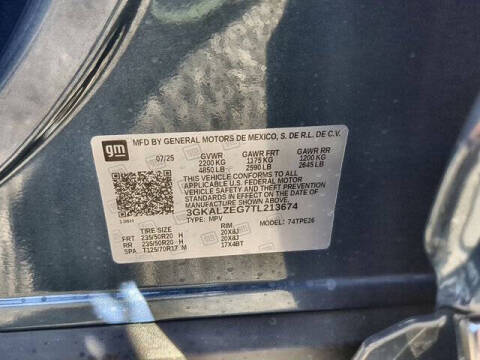 gm
MFD BY GENERAL MOTORS DE MEXICO, S. DE R.L. DE C.V.
07/25 GVWR GAWR FRT GAWR RR
2200 KG 1175 KG 1200 KG
4850 LB 2590 LB 2645 LB
THIS VEHICLE CONFORMS TO ALL
APPLICABLE U.S. FEDERAL MOTOR
VEHICLE SAFETY STANDARDS IN
EFFECT ON THE DATE OF
MANUFACTURE SHOWN ABOVE.
3GKALZEG7TL213674
TYPE: MPV MODEL: 74TPE26
TIRE SIZE RIM
FRT 235/50R20 H 20X8J
RR 235/50R20 H 20X8J
SPA T125/70R17 M 17X4BT